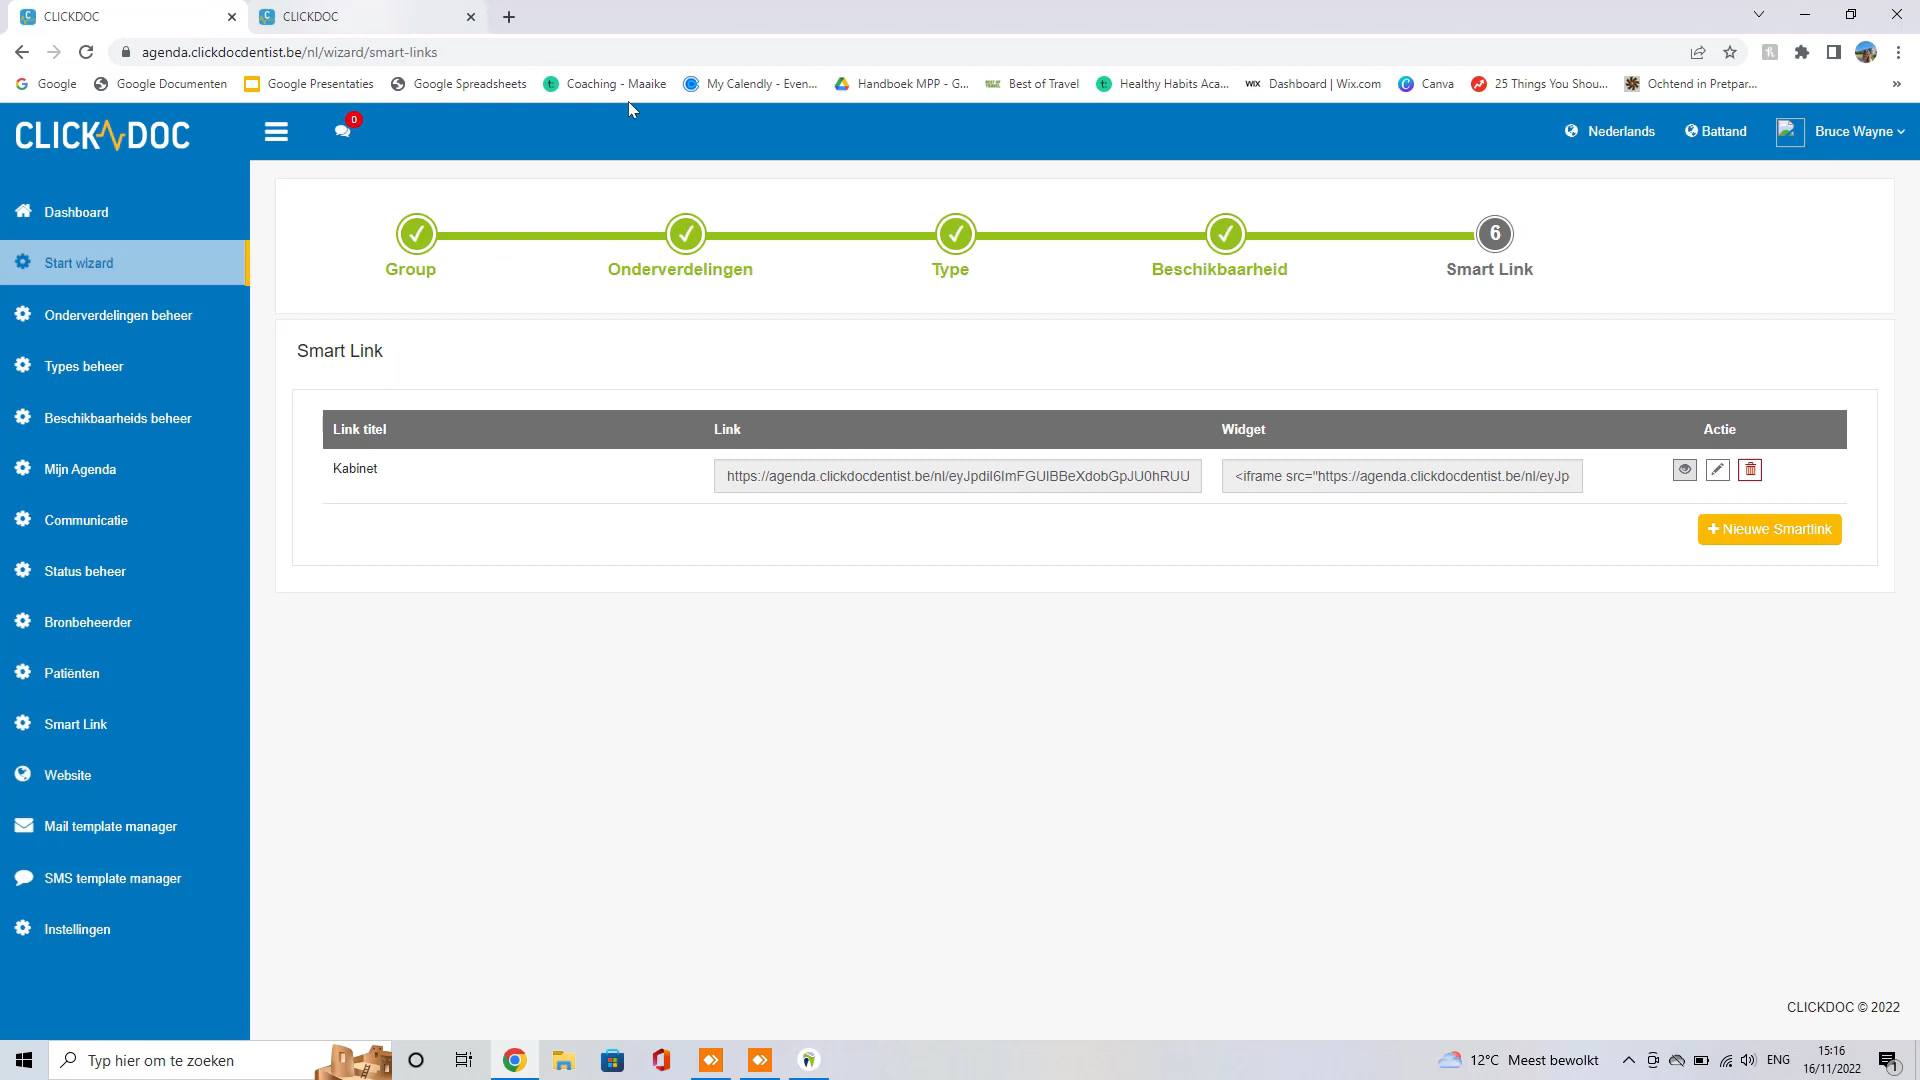 CLICKDOC
CLICKDOC
agenda.clickdocdentist.be/nl/wizard/smart-links
Google
Google Documenten
Google Presentaties
Google Spreadsheets
Coaching - Maaike
My Calendly - Even...
Handboek MPP - G...
Best of Travel
Healthy Habits Aca...
WIX Dashboard | Wix.com
Canva
25 Things You Shou...
Ochtend in Pretpar...
»
CLICKDOC
0
Nederlands
Battand
Bruce Wayne
Dashboard
Start wizard
Onderverdelingen beheer
Types beheer
Beschikbaarheids beheer
Mijn Agenda
Communicatie
Status beheer
Bronbeheerder
Patiënten
Smart Link
Website
Mail template manager
SMS template manager
Instellingen
6
Group
Onderverdelingen
Type
Beschikbaarheid
Smart Link
Smart Link
Link titel
Link
Widget
Actie
Kabinet
https://agenda.clickdocdentist.be/nl/eyJpdiI6ImFGUlBBeXdobGpJU0hRUU
<iframe src="https://agenda.clickdocdentist.be/nl/eyJp
+ Nieuwe Smartlink
CLICKDOC © 2022
Typ hier om te zoeken
12°C Meest bewolkt
ENG
15:16
16/11/2022
1